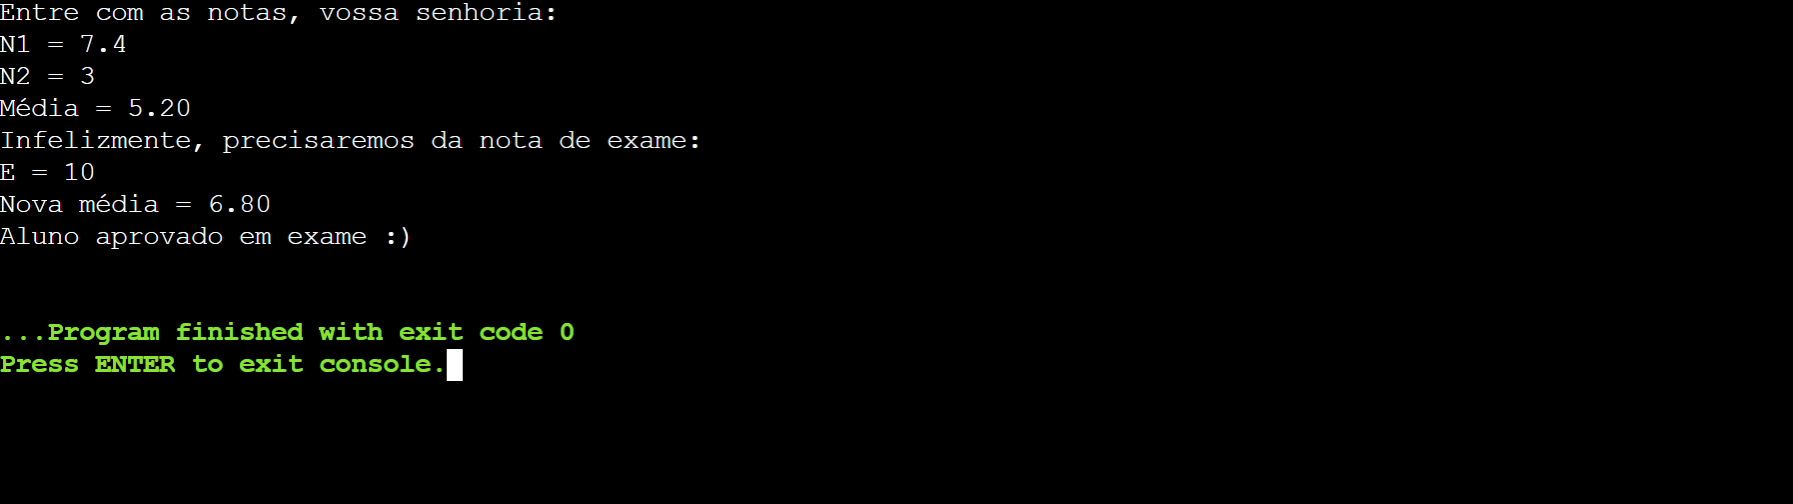 Entre com as notas, vossa senhoria:
N1 = 7.4
N2 = 3
Média = 5.20
Infelizmente, precisaremos da nota de exame:
E = 10
Nova média = 6.80
Aluno aprovado em exame :)
...Program finished with exit code 0
Press ENTER to exit console.